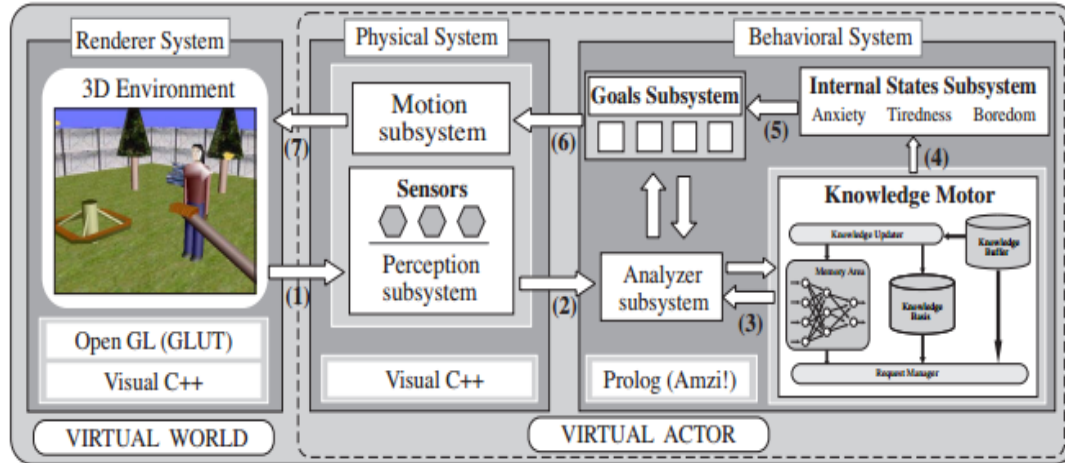 Renderer System
3D Environment
Open GL (GLUT)
Visual C++
VIRTUAL WORLD
(7)
(1)
Physical System
Motion
subsystem
Sensors
Perception
subsystem
Visual C++
(6)
(2)
VIRTUAL ACTOR
Behavioral System
Goals Subsystem
(5)
Internal States Subsystem
Anxiety Tiredness Boredom
(4)
Analyzer
subsystem
(3)
Prolog (Amzi!)
Knowledge Motor
Knowledge Updater
Knowledge
Buffer
Memory Area
Knowledge
Basis
Request Manager